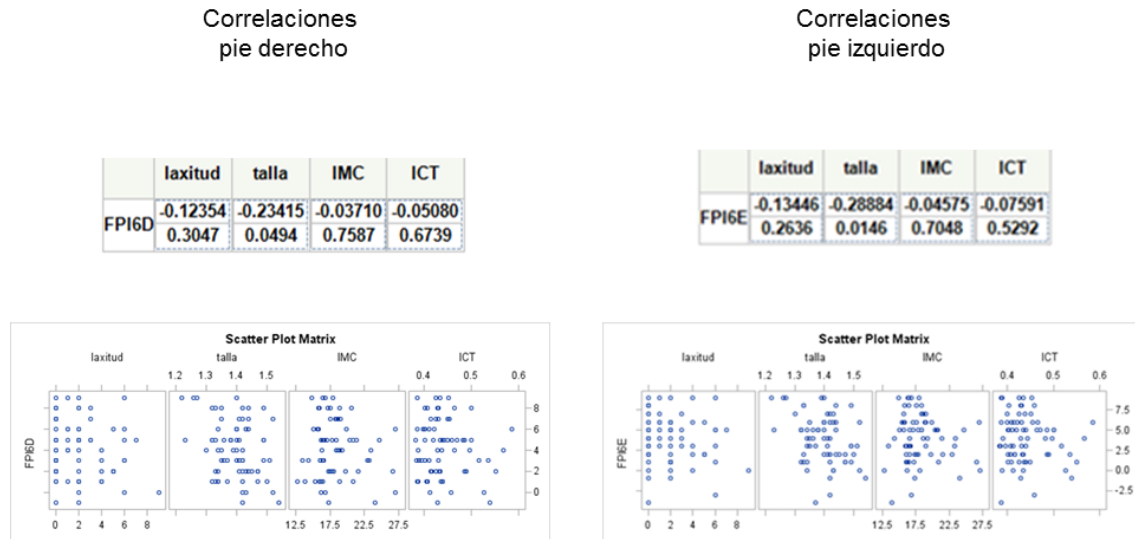 Correlaciones
pie derecho
laxitud talla IMC ICT
FPI6D
-0.12354 -0.23415 -0.03710 -0.05080
0.3047 0.0494 0.7587 0.6739
Scatter Plot Matrix
laxitud talla IMC ICT
1.2 1.3 1.4 1.5 0.4 0.5 0.6
FPI6D
8
6
4
2
0
0 2 4 6 8 12.5 17.5 22.5 27.5
Correlaciones
pie izquierdo
laxitud talla IMC ICT
FPI6E
-0.13446 -0.28884 -0.04575 -0.07591
0.2636 0.0146 0.7048 0.5292
Scatter Plot Matrix
laxitud talla IMC ICT
1.2 1.3 1.4 1.5 0.4 0.5 0.6
FPI6E
7.5
5.0
2.5
0.0
-2.5
0 2 4 6 8 12.5 17.5 22.5 27.5